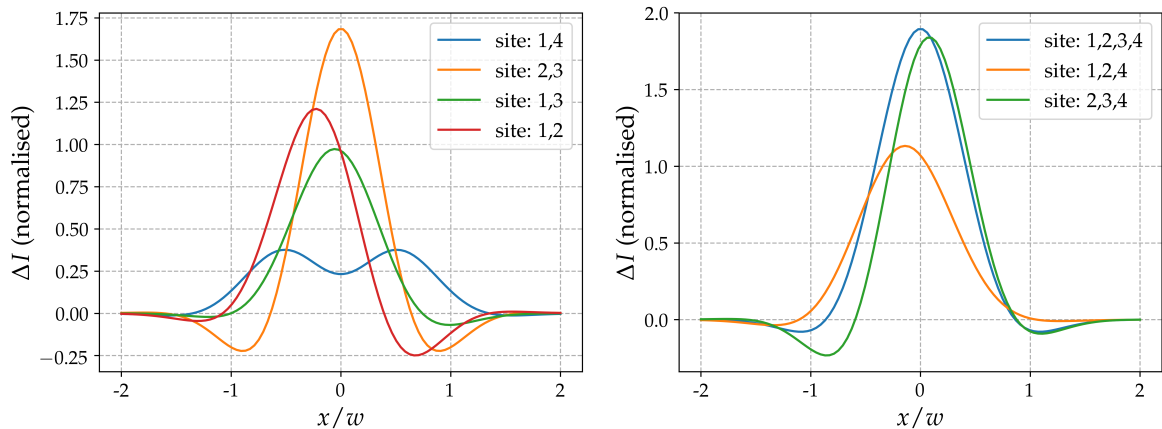 1.75
1.50
1.25
1.00
0.75
0.50
0.25
0.00
−0.25
ΔI (normalised)
-2
-1
0
1
2
x/w
site: 1,4
site: 2,3
site: 1,3
site: 1,2
2.0
1.5
1.0
0.5
0.0
ΔI (normalised)
-2
-1
0
1
2
x/w
site: 1,2,3,4
site: 1,2,4
site: 2,3,4